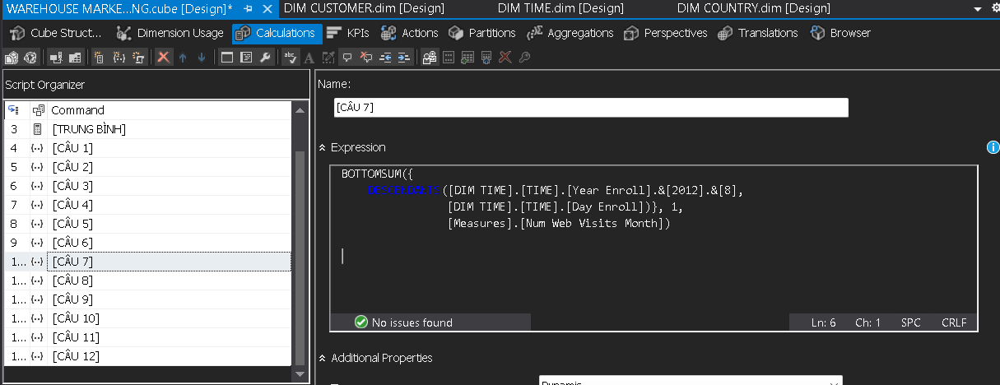 WAREHOUSE MARKE...NG.cube [Design]*
DIM CUSTOMER.dim [Design]
DIM TIME.dim [Design]
DIM COUNTRY.dim [Design]
Cube Struct...
Dimension Usage
Calculations
KPIs
Actions
Partitions
Aggregations
Perspectives
Translations
Browser
Script Organizer
Command
3 [TRUNG BÌNH]
4 [CÂU 1]
5 [CÂU 2]
6 [CÂU 3]
7 [CÂU 4]
8 [CÂU 5]
9 [CÂU 6]
1... [CÂU 7]
1... [CÂU 8]
1... [CÂU 9]
1... [CÂU 10]
1... [CÂU 11]
1... [CÂU 12]
Name:
[CÂU 7]
Expression
BOTTOMSUM({
([DIM TIME].[TIME].[Year Enroll].&[2012].&[8],
[DIM TIME].[TIME].[Day Enroll])}, 1,
[Measures].[Num Web Visits Month])
No issues found
Ln: 6 Ch: 1 SPC CRLF
Additional Properties